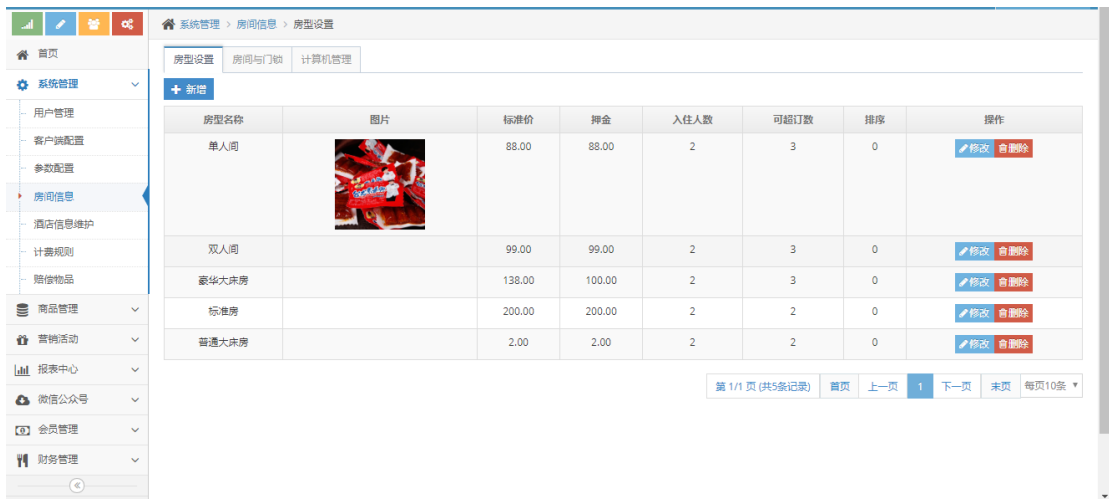 系统管理 > 房间信息 > 房型设置
首页
系统管理
用户管理
客户端配置
参数配置
房间信息
酒店信息维护
计费规则
赔偿物品
商品管理
营销活动
报表中心
微信公众号
会员管理
财务管理
房型设置 房间与门锁 计算机管理
新增
房型名称 图片 标准价 押金 入住人数 可超订数 排序 操作
单人间 88.00 88.00 2 3 0 修改 删除
双人间 99.00 99.00 2 3 0 修改 删除
豪华大床房 138.00 100.00 2 3 0 修改 删除
标准房 200.00 200.00 2 2 0 修改 删除
普通大床房 2.00 2.00 2 2 0 修改 删除
第 1/1 页 (共5条记录) 首页 上一页 1 下一页 末页 每页10条